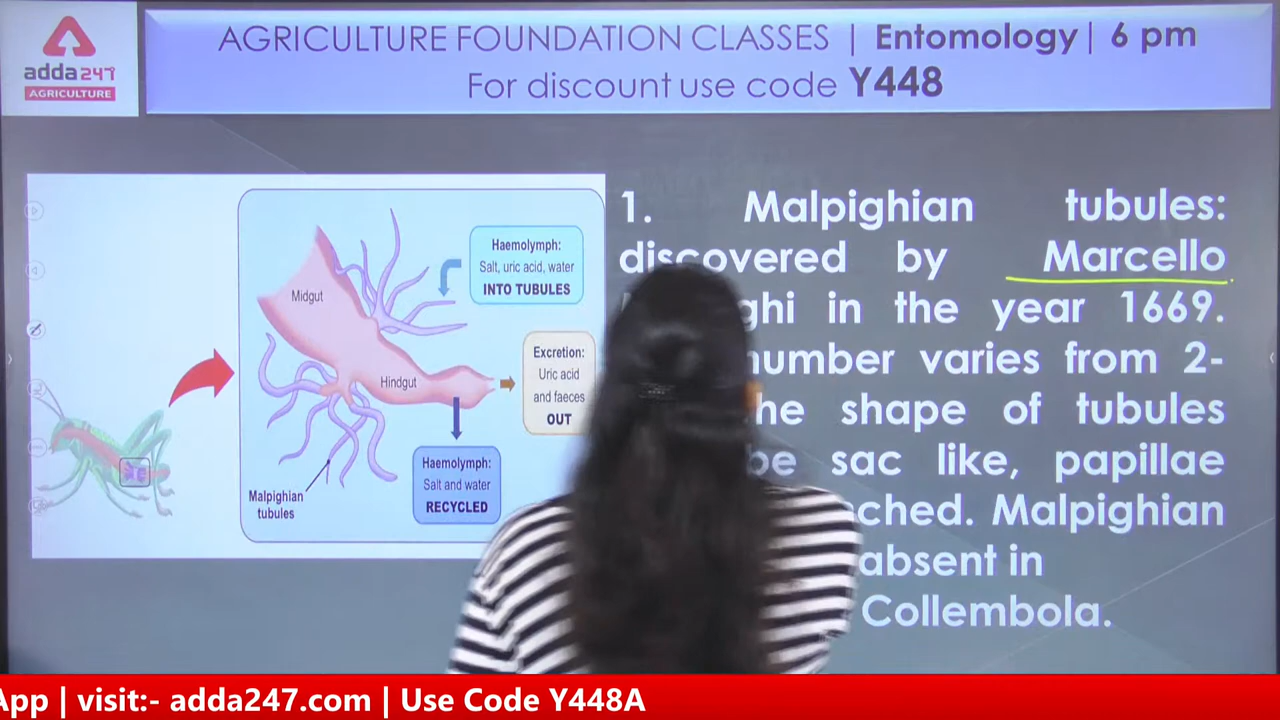 adda247
AGRICULTURE
AGRICULTURE FOUNDATION CLASSES | Entomology| 6 pm
For discount use code Y448
Midgut
Hindgut
Malpighian
tubules
Haemolymph:
Salt, uric acid, water
INTO TUBULES
Excretion:
Uric acid
and faeces
OUT
Haemolymph:
Salt and water
RECYCLED
1. Malpighian tubules:
discovered by Marcello
in the year 1669.
number varies from 2-
shape of tubules
be sac like, papillae
Malpighian
absent in
Collembola.
App | visit:- adda247.com | Use Code Y448A